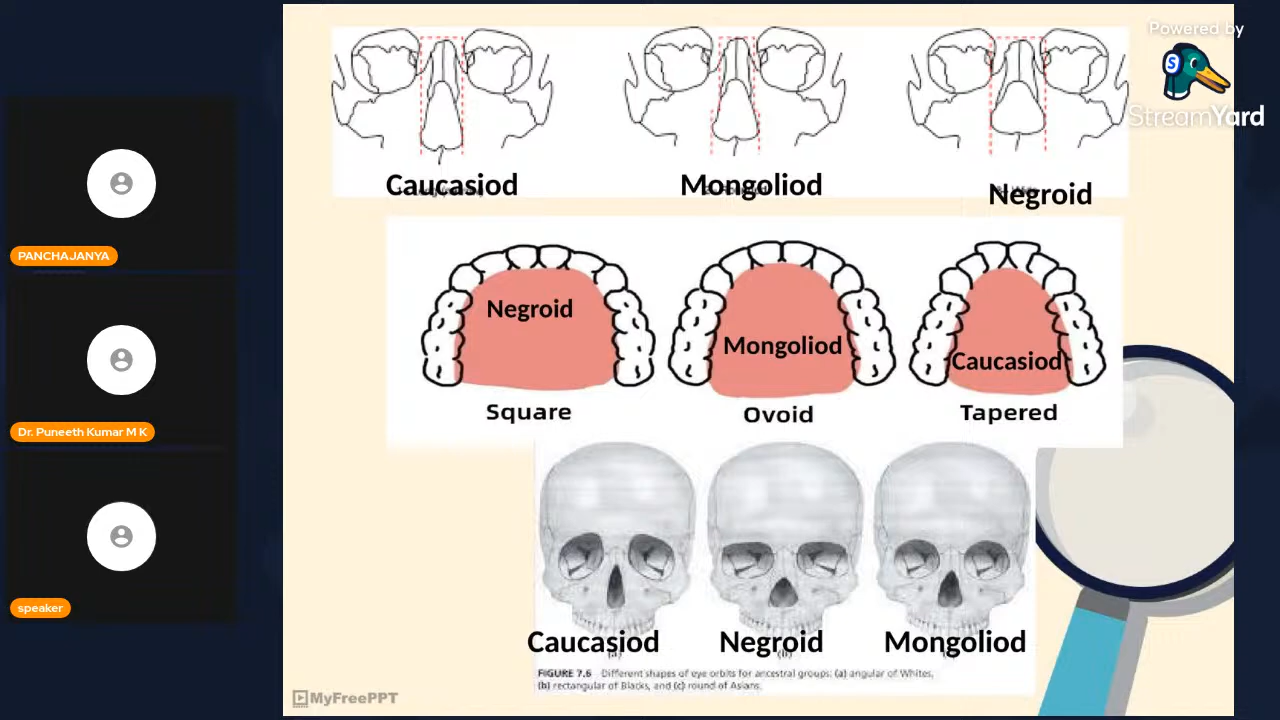 Powered by
StreamYard
PANCHAJANYA
Dr. Puneeth Kumar M K
speaker
Caucasiod
Mongoliod
Negroid
Negroid
Mongoliod
Caucasiod
Square
Ovoid
Tapered
Caucasiod
Negroid
Mongoliod
FIGURE 7.6 Different shapes of eye orbits for ancestral groups: (a) angular of Whites,
(b) rectangular of Blacks, and (c) round of Asians.
MyFreePPT